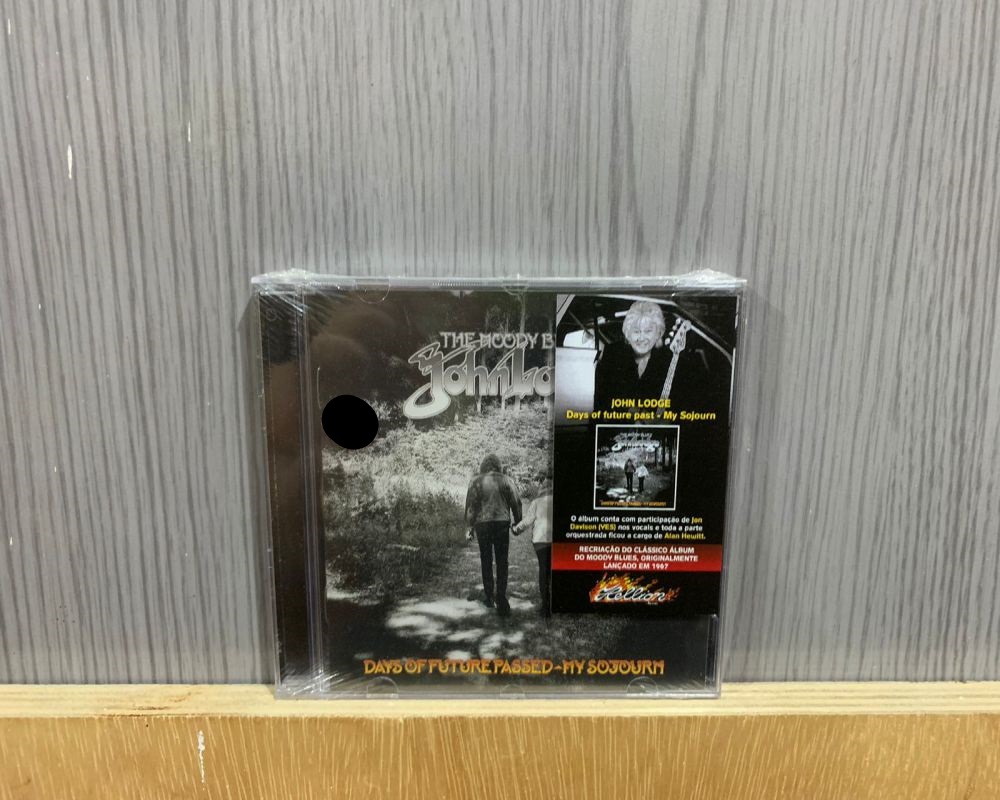 THE MOODY B
John Lo
JOHN LODGE
Days of future past - My Sojourn
O álbum conta com participação de Jon
Davison (YES) nos vocais e toda a parte
orquestrada ficou a cargo de Alan Hewitt.
RECRIAÇÃO DO CLÁSSICO ÁLBUM
DO MOODY BLUES, ORIGINALMENTE
LANÇADO EM 1967
Hellion
DAYS OF FUTURE PASSED - MY SOJOURN